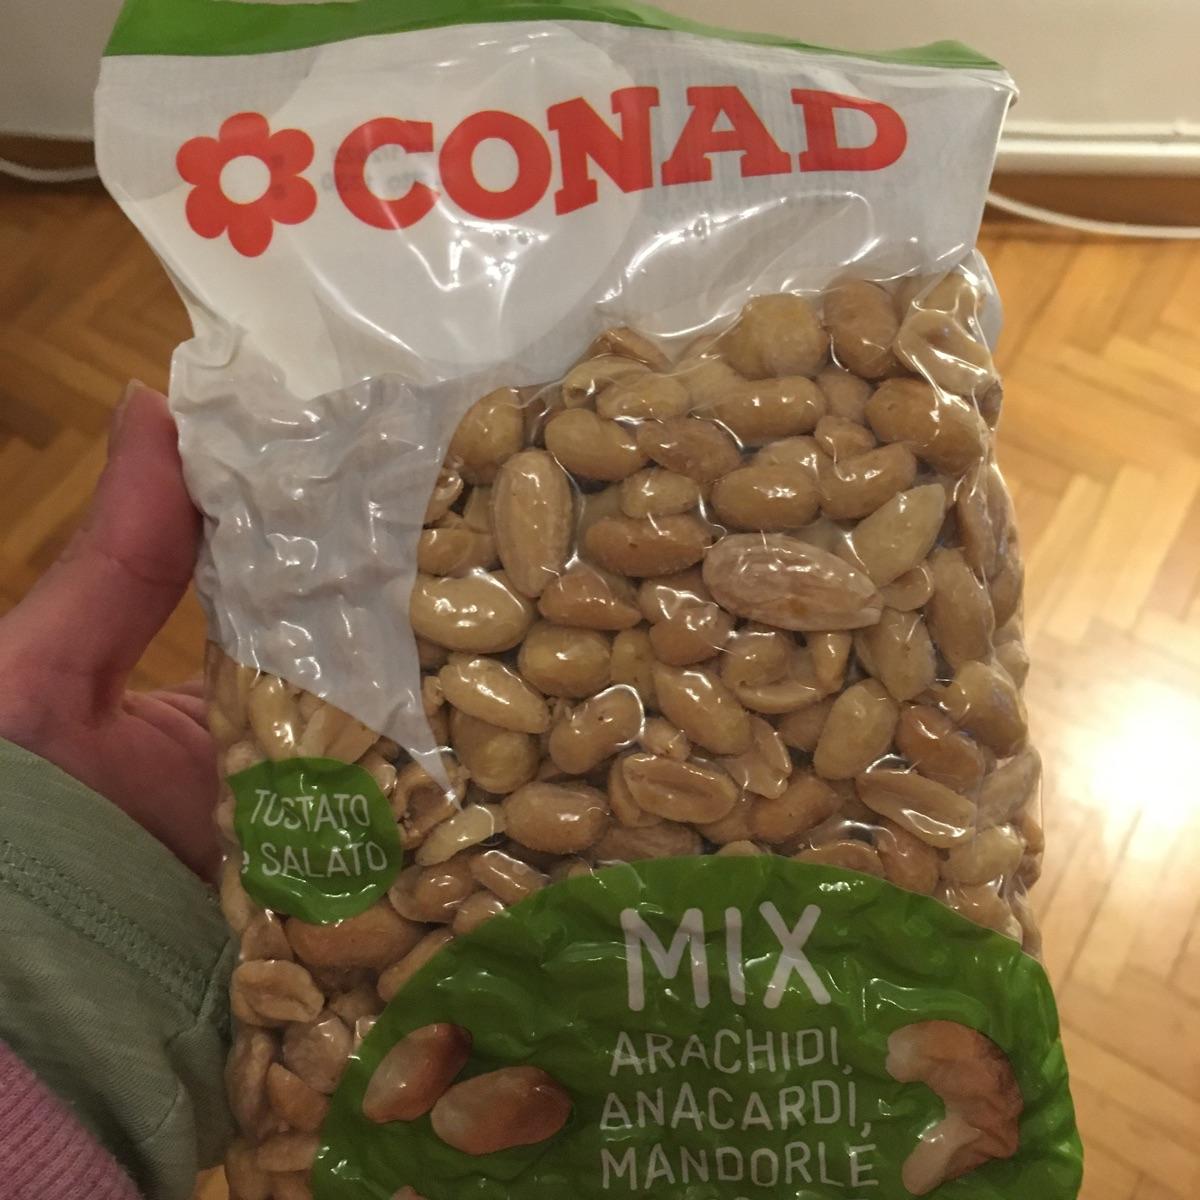 CONAD
TOSTATO
e SALATO
MIX
ARACHIDI,
ANACARDI,
MANDORLE